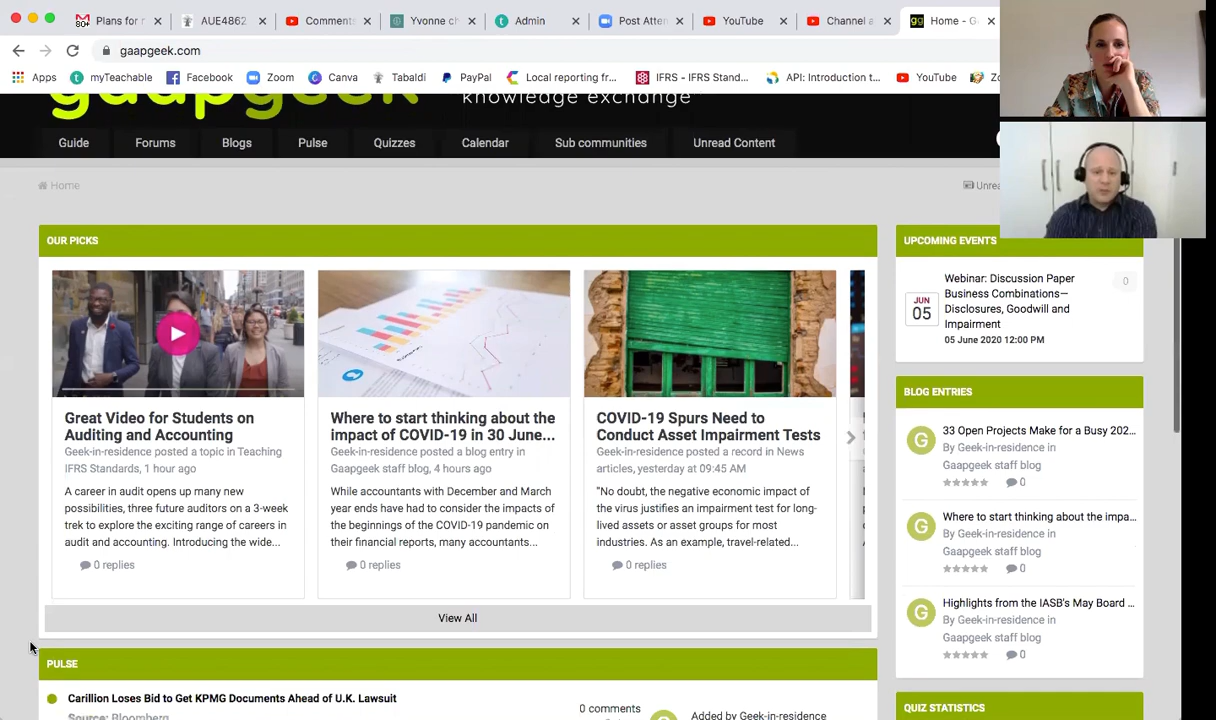 80+
Plans for r
AUE4862
Comment
Yvonne ch
Admin
Post Atten
YouTube
Channel a
gg
Home - G
gaapgeek.com
Apps
myTeachable
Facebook
Zoom
Canva
Tabaldi
PayPal
Local reporting fr...
IFRS - IFRS Stand...
API: Introduction t...
YouTube
Zo
gaapgeek
knowledge exchange
Guide
Forums
Blogs
Pulse
Quizzes
Calendar
Sub communities
Unread Content
Home
Unrea
OUR PICKS
Great Video for Students on
Auditing and Accounting
Geek-in-residence posted a topic in Teaching
IFRS Standards, 1 hour ago
A career in audit opens up many new
possibilities, three future auditors on a 3-week
trek to explore the exciting range of careers in
audit and accounting. Introducing the wide...
0 replies
Where to start thinking about the
impact of COVID-19 in 30 June...
Geek-in-residence posted a blog entry in
Gaapgeek staff blog, 4 hours ago
While accountants with December and March
year ends have had to consider the impacts of
the beginnings of the COVID-19 pandemic on
their financial reports, many accountants...
0 replies
COVID-19 Spurs Need to
Conduct Asset Impairment Tests
Geek-in-residence posted a record in News
articles, yesterday at 09:45 AM
"No doubt, the negative economic impact of
the virus justifies an impairment test for long-
lived assets or asset groups for most
industries. As an example, travel-related...
0 replies
View All
PULSE
Carillion Loses Bid to Get KPMG Documents Ahead of U.K. Lawsuit
Source: Bloomberg
0 comments
Added by Geek-in-residence
UPCOMING EVENTS
JUN
05
Webinar: Discussion Paper
Business Combinations—
Disclosures, Goodwill and
Impairment
05 June 2020 12:00 PM
0
BLOG ENTRIES
G
33 Open Projects Make for a Busy 202...
By Geek-in-residence in
Gaapgeek staff blog
0
G
Where to start thinking about the impa...
By Geek-in-residence in
Gaapgeek staff blog
0
G
Highlights from the IASB's May Board ...
By Geek-in-residence in
Gaapgeek staff blog
0
QUIZ STATISTICS